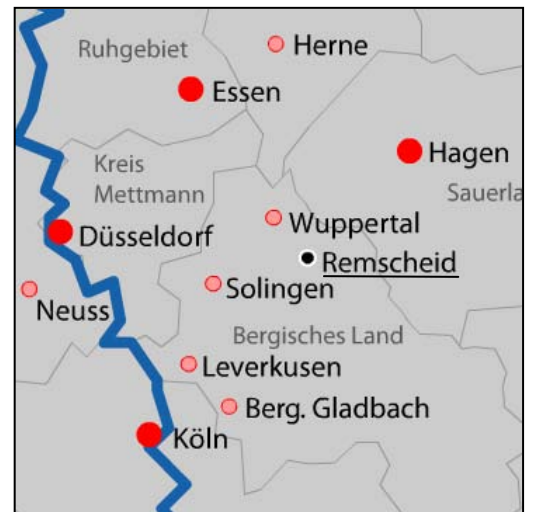 Herne
Ruhgebiet
Essen
Hagen
Kreis
Mettmann
Sauerla
Wuppertal
Düsseldorf
Remscheid
Solingen
Neuss
Bergisches Land
Leverkusen
Berg. Gladbach
Köln